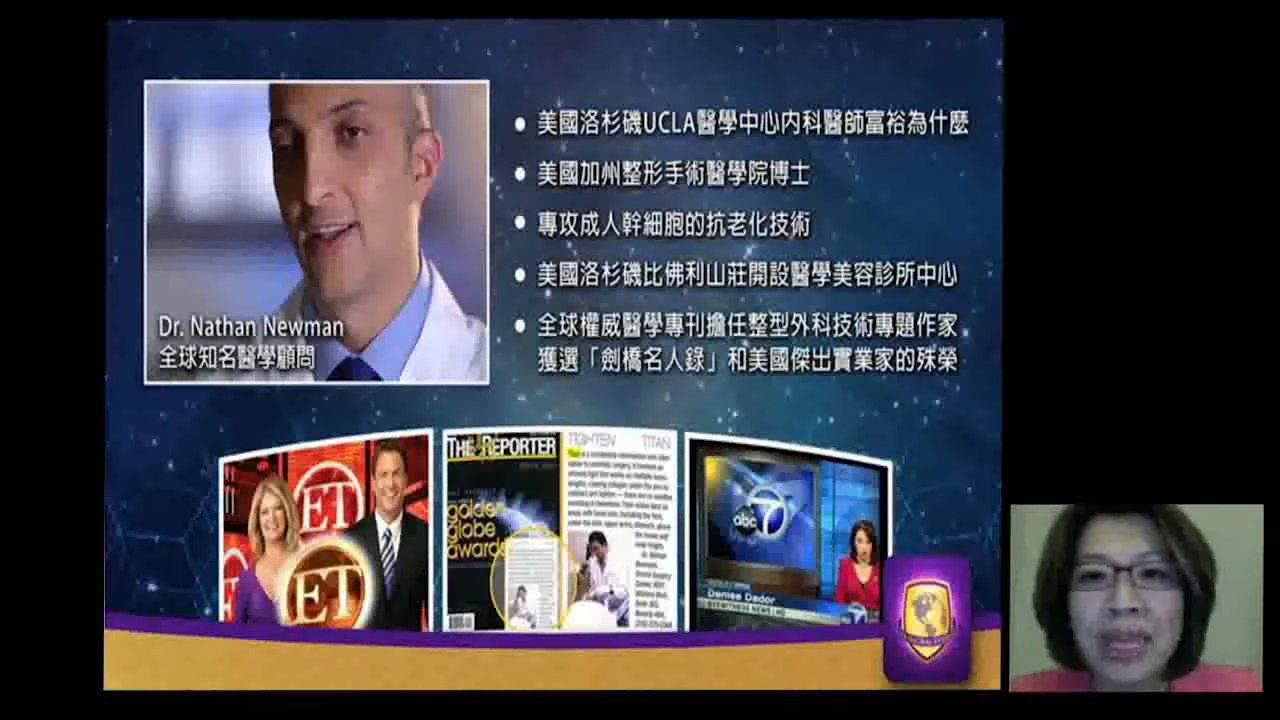 美國洛杉磯UCLA醫學中心內科醫師富裕為什麼
美國加州整形手術醫學院博士
專攻成人幹細胞的抗老化技術
美國洛杉磯比佛利山莊開設醫學美容診所中心
全球權威醫學專刊擔任整型外科技術專題作家
獲選「劍橋名人錄」和美國傑出實業家的殊榮
Dr. Nathan Newman
全球知名醫學顧問
ET
ET
THE REPORTER
golden
globe
awards
TIGHTEN TITAN
abc 7
Denise Dador
EYEWITNESS NEWS HD